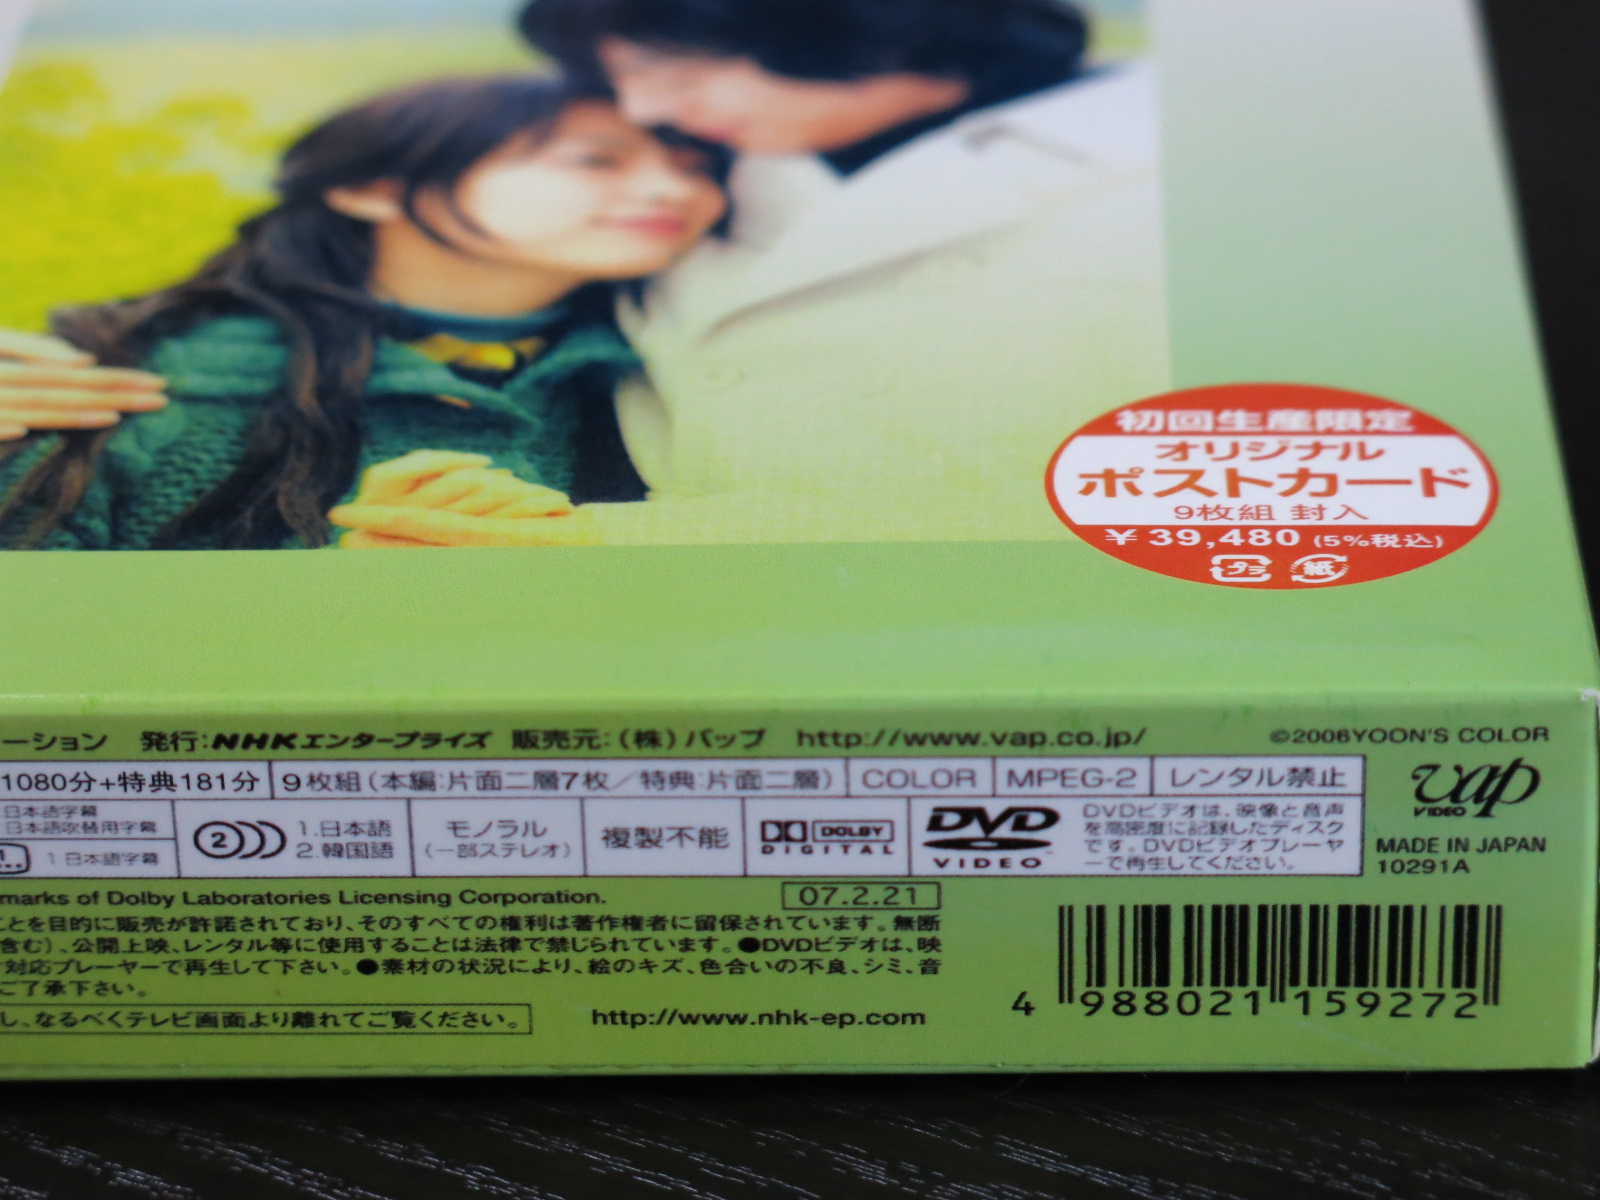 初回生産限定
オリジナル
ポストカード
9枚組 封入
¥ 39,480 (5%税込)
プラ 紙
ーション 発行:NHKエンタープライズ 販売元:(株)バップ http://www.vap.co.jp/ ©2006YOON'S COLOR
1080分+特典181分 9枚組(本編:片面二層7枚/特典:片面二層) COLOR MPEG-2 レンタル禁止
vap VIDEO
日本語字幕
日本語吹替用字幕
1 日本語字幕
2))) 1.日本語
2.韓国語
モノラル
(一部ステレオ)
複製不能
DOLBY
DIGITAL
DVD
VIDEO
DVDビデオは、映像と音声
を高密度に記録したディスク
です。DVDビデオプレーヤ
ーで再生してください。
MADE IN JAPAN
10291A
marks of Dolby Laboratories Licensing Corporation. 07.2.21
ことを目的に販売が許諾されており、そのすべての権利は著作権者に留保されています。無断
含む)、公開上映、レンタル等に使用することは法律で禁じられています。●DVDビデオは、映
対応プレーヤーで再生して下さい。●素材の状況により、絵のキズ、色合いの不良、シミ、音
ご了承下さい。
し、なるべくテレビ画面より離れてご覧ください。 http://www.nhk-ep.com
4 988021 159272